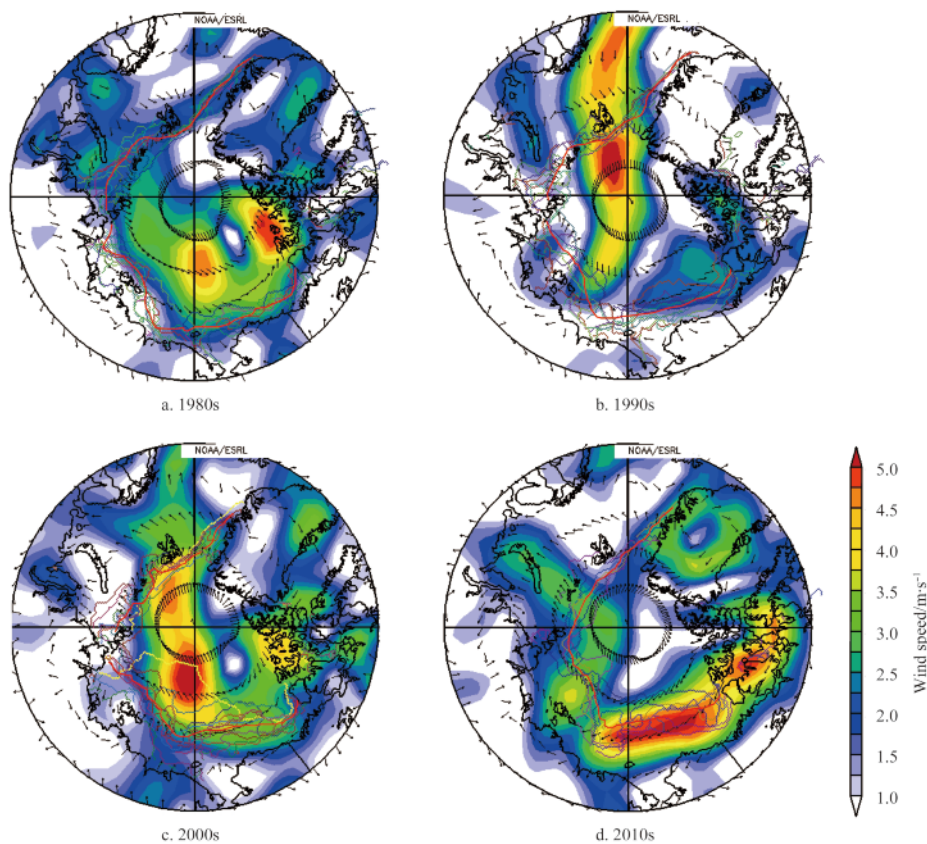 NOAA/ESRL
NOAA/ESRL
a. 1980s
b. 1990s
NOAA/ESRL
NOAA/ESRL
r
5.0
4.5
4.0
3.5
3.0
2.5
2.0
1.5
1.0
Wind speed/m·s⁻¹
c. 2000s
d. 2010s